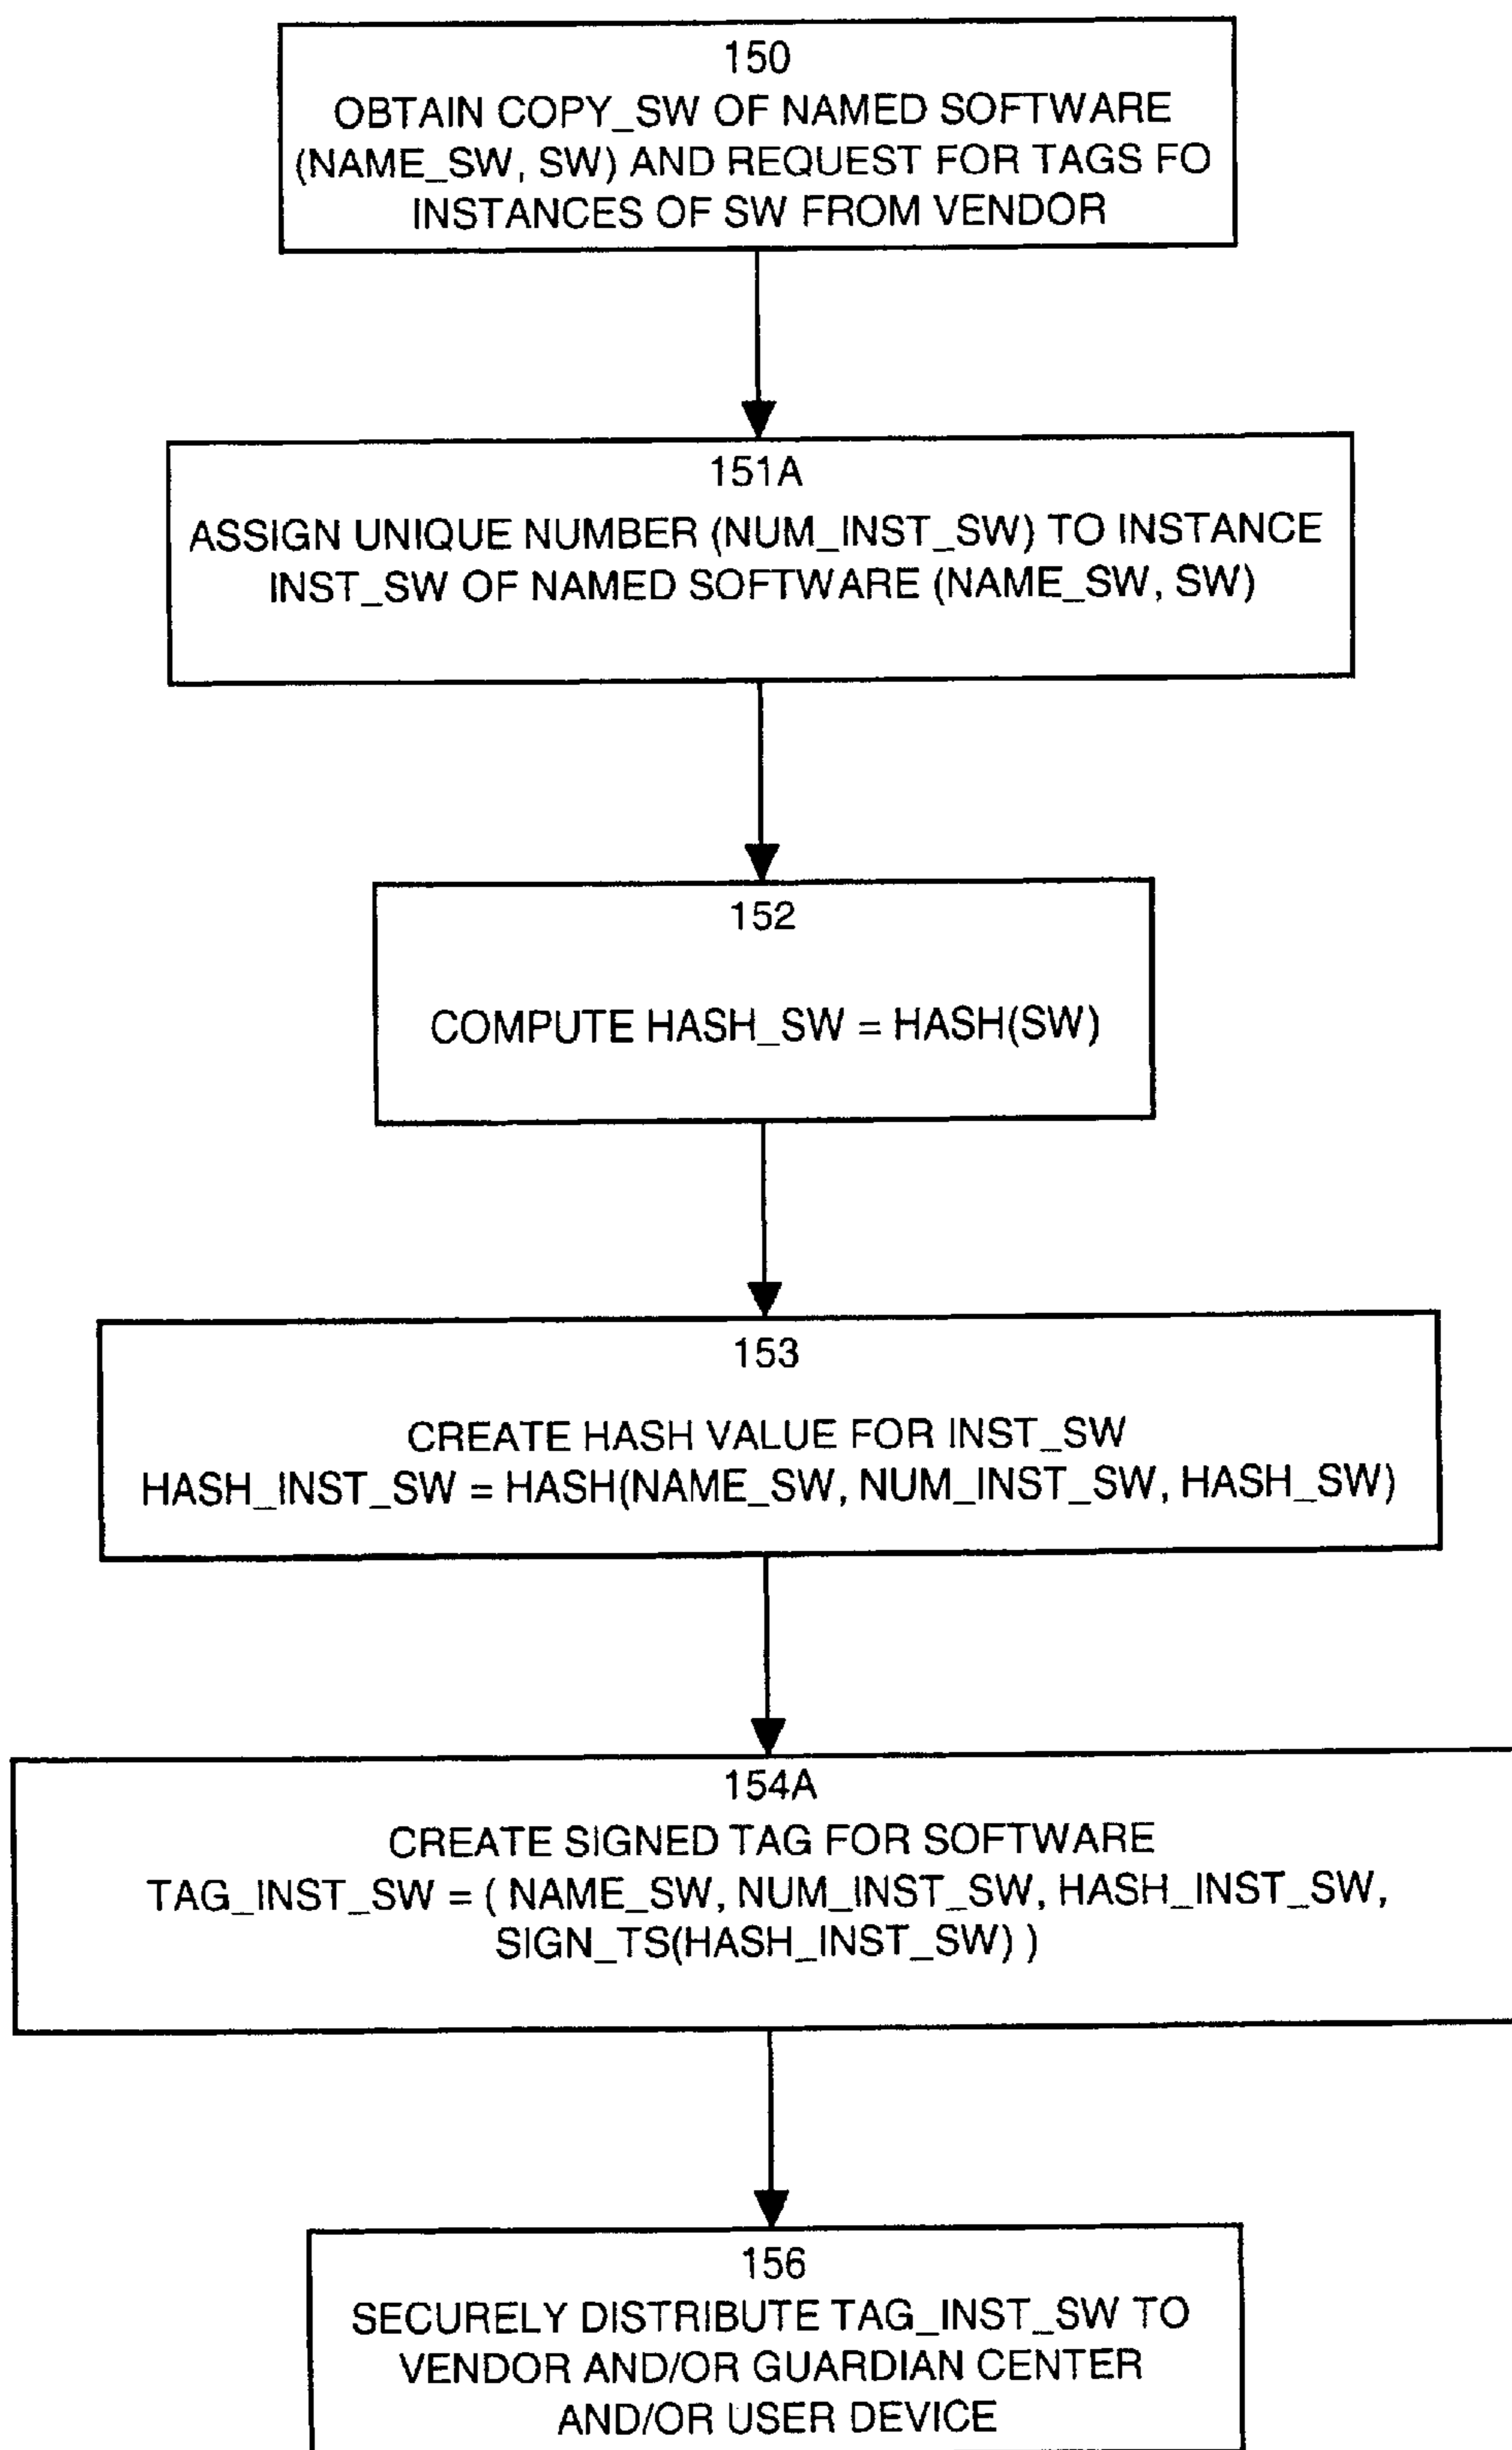 150
OBTAIN COPY_SW OF NAMED SOFTWARE
(NAME_SW, SW) AND REQUEST FOR TAGS FO
INSTANCES OF SW FROM VENDOR
151A
ASSIGN UNIQUE NUMBER (NUM_INST_SW) TO INSTANCE
INST_SW OF NAMED SOFTWARE (NAME_SW, SW)
152
COMPUTE HASH_SW = HASH(SW)
153
CREATE HASH VALUE FOR INST_SW
HASH_INST_SW = HASH(NAME_SW, NUM_INST_SW, HASH_SW)
154A
CREATE SIGNED TAG FOR SOFTWARE
TAG_INST_SW = ( NAME_SW, NUM_INST_SW, HASH_INST_SW,
SIGN_TS(HASH_INST_SW) )
156
SECURELY DISTRIBUTE TAG_INST_SW TO
VENDOR AND/OR GUARDIAN CENTER
AND/OR USER DEVICE